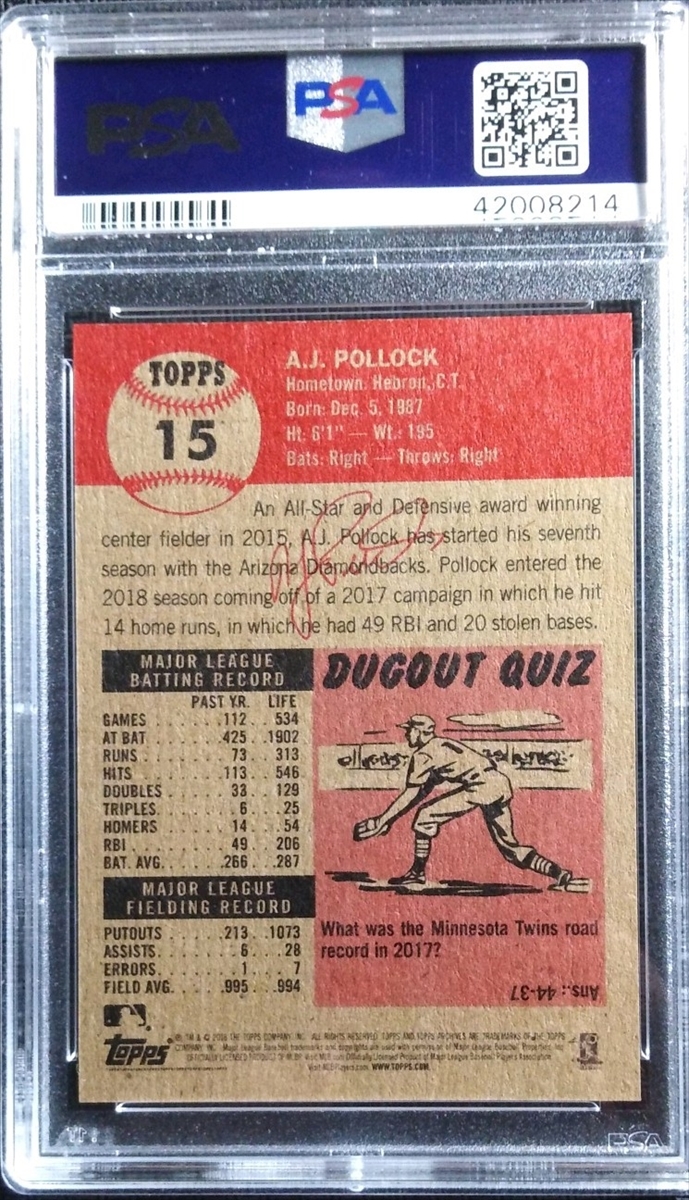 PSA
PSA
42008214
TOPPS
15
A.J. POLLOCK
Hometown: Hebron, C.T.
Born: Dec. 5, 1987
Ht: 6'1" — Wt.: 195
Bats: Right — Throws: Right
An All-Star and Defensive award winning
center fielder in 2015, A.J. Pollock has started his seventh
season with the Arizona Diamondbacks. Pollock entered the
2018 season coming off of a 2017 campaign in which he hit
14 home runs, in which he had 49 RBI and 20 stolen bases.
MAJOR LEAGUE
BATTING RECORD
PAST YR. LIFE
GAMES . . . . . . 112 . . 534
AT BAT . . . . . . 425 . . 1902
RUNS . . . . . . . 73 . . 313
HITS . . . . . . . 113 . . 546
DOUBLES . . . . . 33 . . 129
TRIPLES. . . . . . . 6 . . . 25
HOMERS . . . . . 14 . . . 54
RBI . . . . . . . . 49 . . 206
BAT. AVG. . . . . .266 . . .287
MAJOR LEAGUE
FIELDING RECORD
PUTOUTS . . . . . 213 . .1073
ASSISTS. . . . . . . 6 . . . 28
ERRORS. . . . . . . 1 . . . . 7
FIELD AVG. . . . .995 . . .994
DUGOUT QUIZ
What was the Minnesota Twins road
record in 2017?
Ans.: 44-37
topps
WWW.TOPPS.COM
PSA